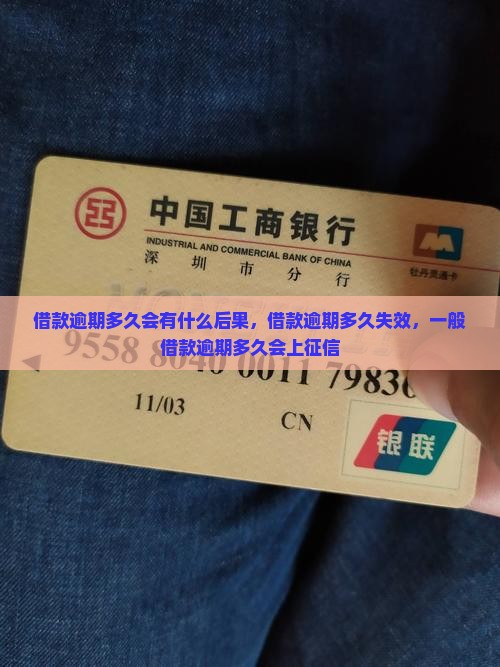 中国工商银行
INDUSTRIAL AND COMMERCIAL BANK OF CHINA
深圳市分行
牡丹灵通卡
借款逾期多久会有什么后果，借款逾期多久失效，一般
借款逾期多久会上征信
9558 0011
11/03
CN
银联